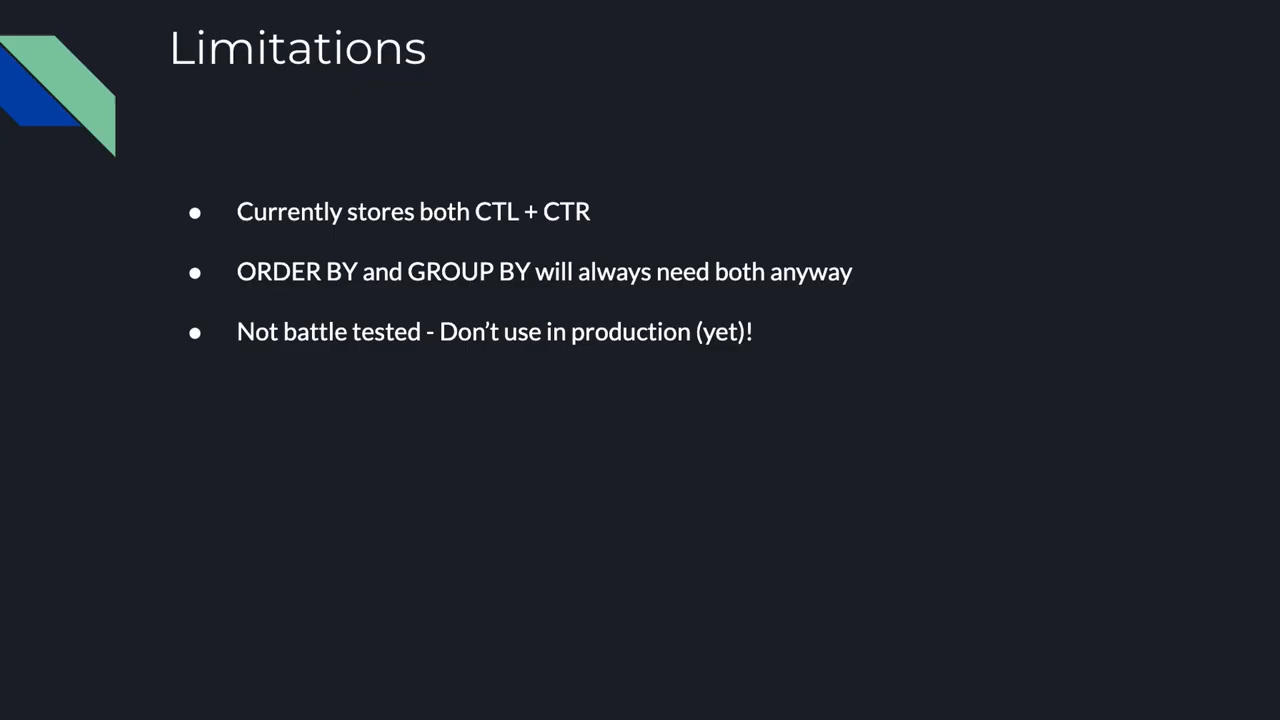 Limitations
● Currently stores both CTL + CTR
● ORDER BY and GROUP BY will always need both anyway
● Not battle tested - Don’t use in production (yet)!